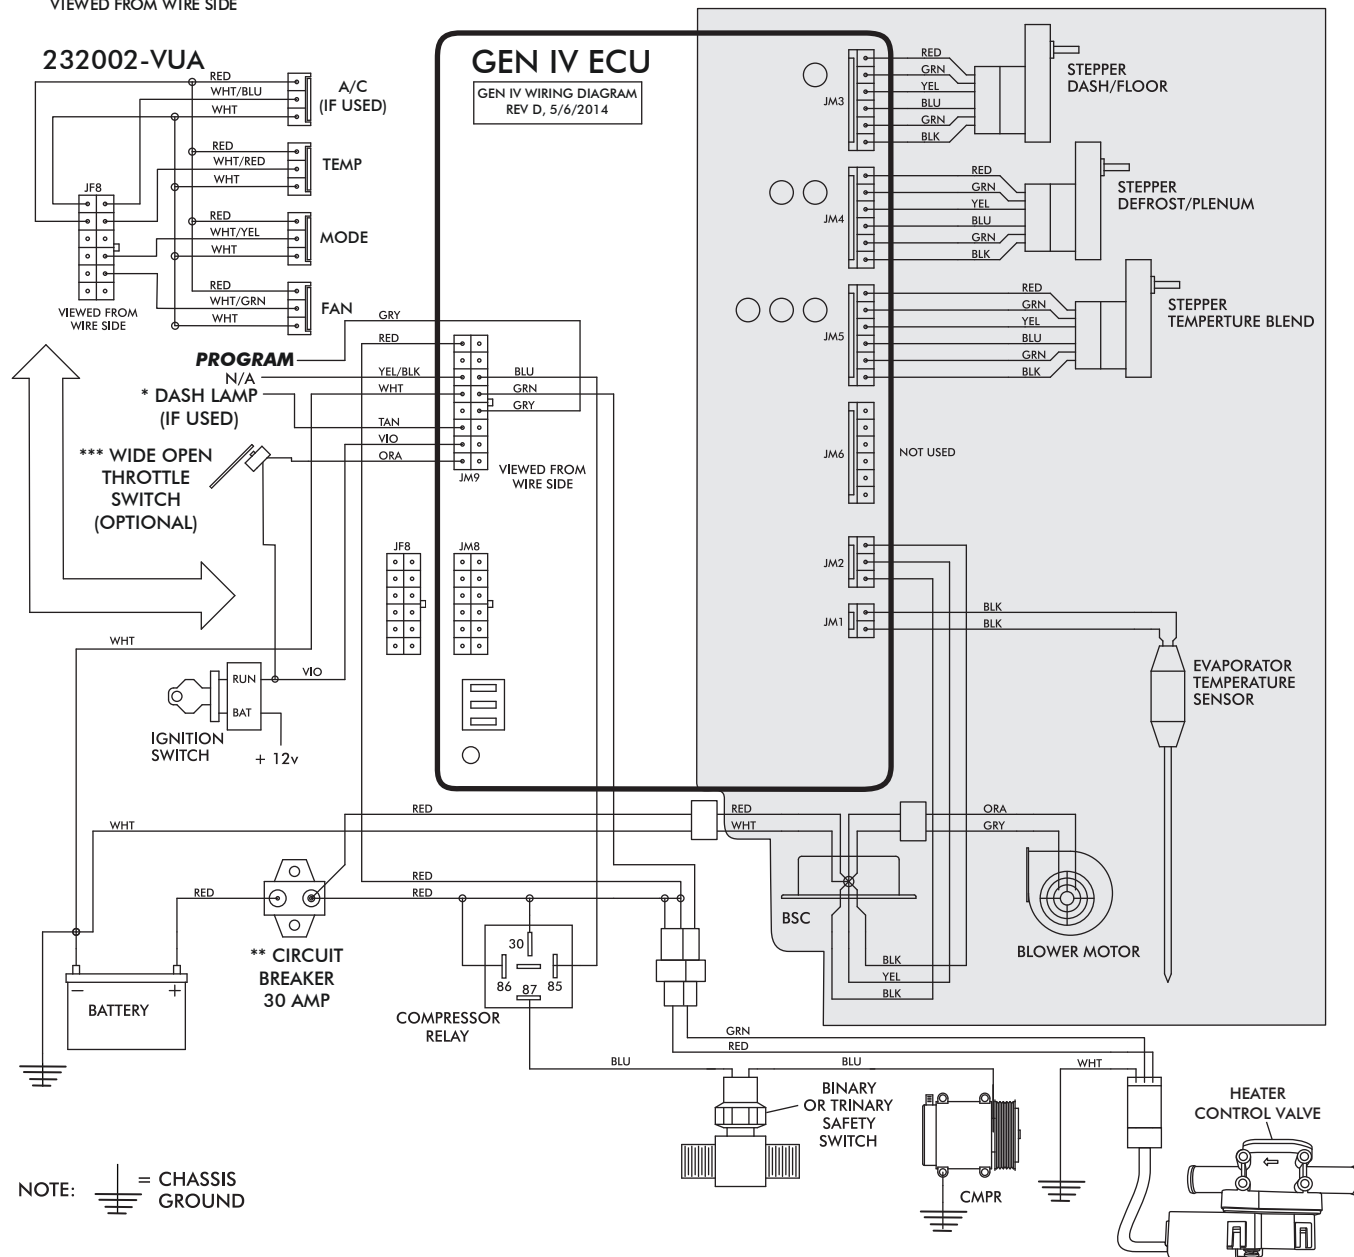 VIEWED FROM WIRE SIDE
232002-VUA
RED
WHT/BLU
WHT
A/C
(IF USED)
RED
WHT/RED
WHT
TEMP
RED
WHT/YEL
WHT
MODE
RED
WHT/GRN
WHT
FAN
JF8
VIEWED FROM
WIRE SIDE
GEN IV ECU
GEN IV WIRING DIAGRAM
REV D, 5/6/2014
JM3
RED
GRN
YEL
BLU
GRN
BLK
STEPPER
DASH/FLOOR
JM4
RED
GRN
YEL
BLU
GRN
BLK
STEPPER
DEFROST/PLENUM
JM5
RED
GRN
YEL
BLU
GRN
BLK
STEPPER
TEMPERTURE BLEND
JM6
NOT USED
JM2
JM1
BLK
BLK
EVAPORATOR
TEMPERATURE
SENSOR
GRY
RED
PROGRAM
N/A
YEL/BLK
WHT
* DASH LAMP
(IF USED)
TAN
VIO
ORA
BLU
GRN
GRY
JM9
VIEWED FROM
WIRE SIDE
*** WIDE OPEN
THROTTLE
SWITCH
(OPTIONAL)
JF8
JM8
WHT
RUN
VIO
BAT
IGNITION
SWITCH
+ 12v
RED
WHT
RED
WHT
ORA
GRY
BSC
BLOWER MOTOR
BLK
YEL
BLK
RED
RED
RED
** CIRCUIT
BREAKER
30 AMP
BATTERY
–
+
30
86
87
85
COMPRESSOR
RELAY
GRN
RED
BLU
BLU
WHT
BINARY
OR TRINARY
SAFETY
SWITCH
CMPR
HEATER
CONTROL VALVE
NOTE:
= CHASSIS
GROUND